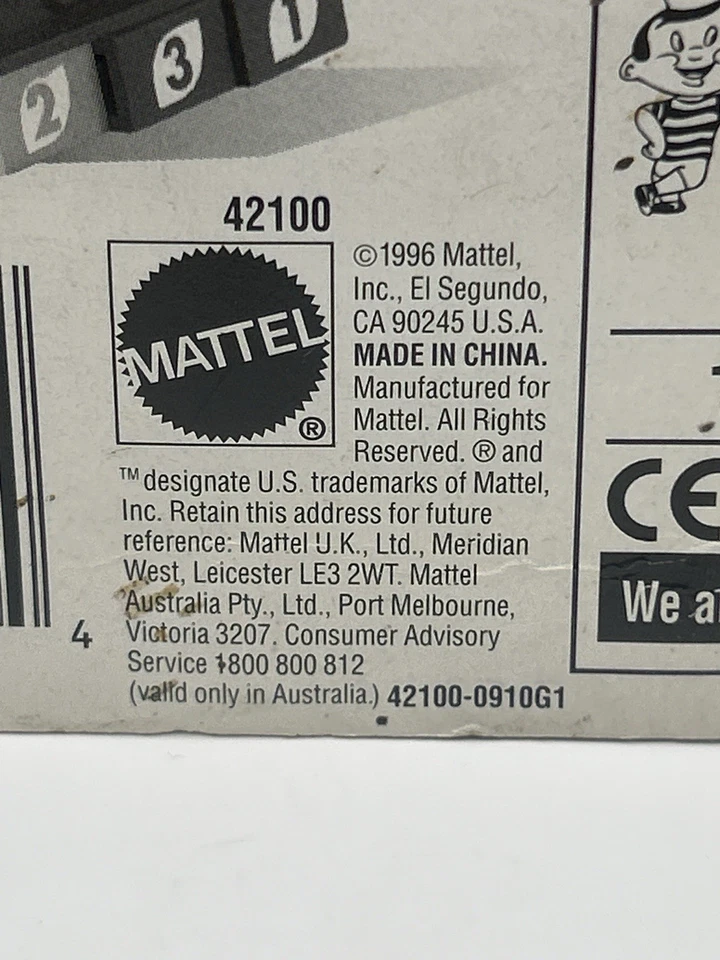 2 3 1
42100
MATTEL
®
©1996 Mattel,
Inc., El Segundo,
CA 90245 U.S.A.
MADE IN CHINA.
Manufactured for
Mattel. All Rights
Reserved. ® and
™ designate U.S. trademarks of Mattel,
Inc. Retain this address for future
reference: Mattel U.K., Ltd., Meridian
West, Leicester LE3 2WT. Mattel
Australia Pty., Ltd., Port Melbourne,
Victoria 3207. Consumer Advisory
Service 1800 800 812
(valid only in Australia.) 42100-0910G1
4
CE
We